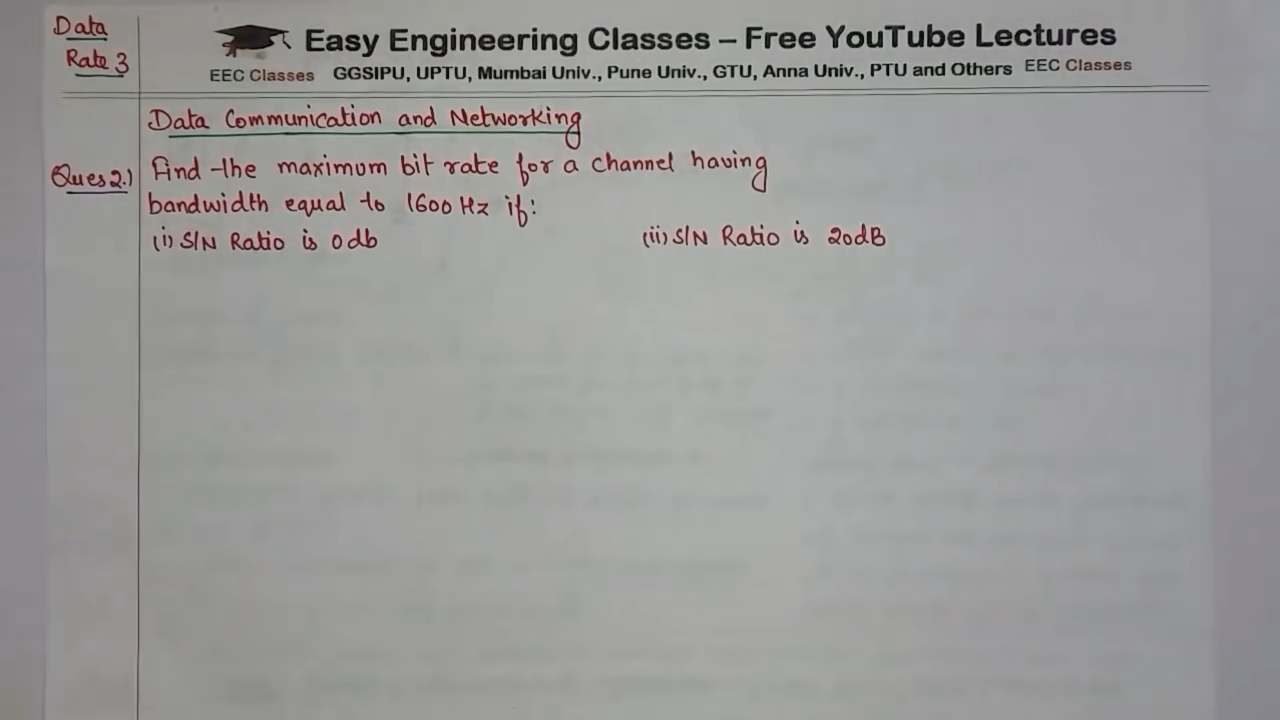 Data
Rate 3
Easy Engineering Classes – Free YouTube Lectures
EEC Classes GGSIPU, UPTU, Mumbai Univ., Pune Univ., GTU, Anna Univ., PTU and Others EEC Classes
Data Communication and Networking
Ques 2.) Find the maximum bit rate for a channel having
bandwidth equal to 1600 Hz if:
(i) S/N Ratio is 0db (ii) S/N Ratio is 20dB